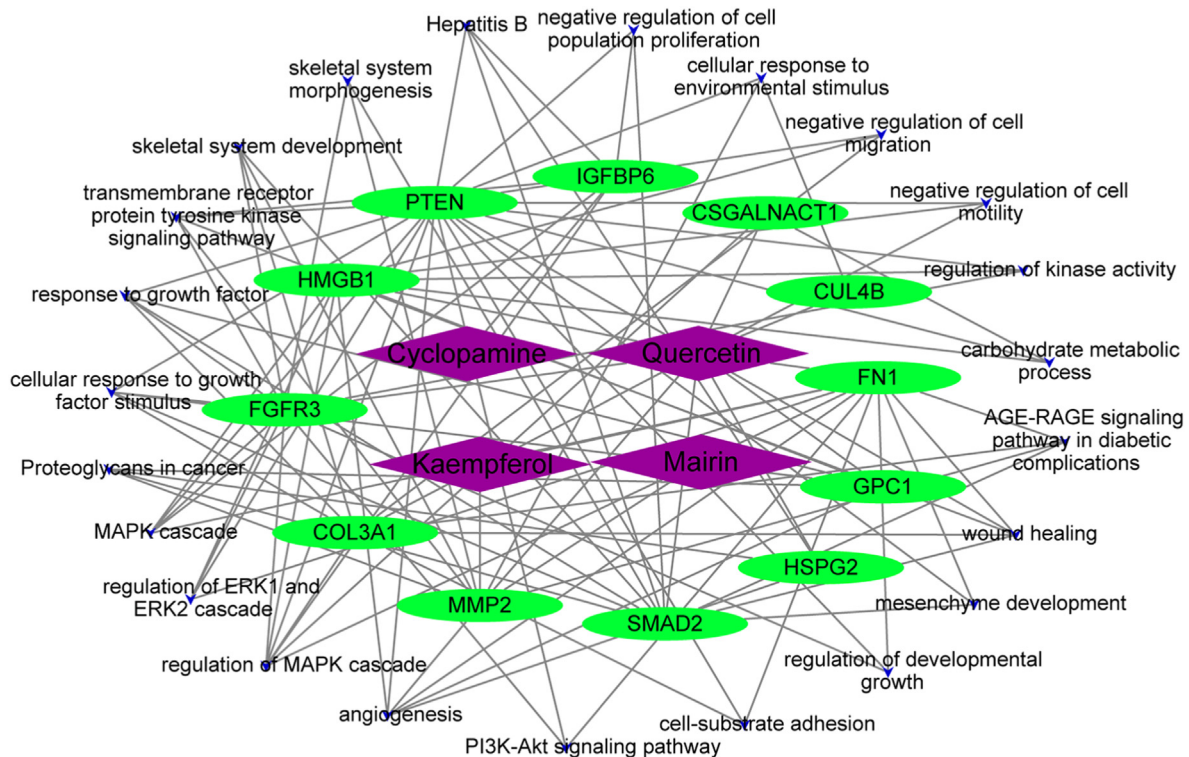 Hepatitis B
negative regulation of cell
population proliferation
skeletal system
morphogenesis
cellular response to
environmental stimulus
skeletal system development
negative regulation of cell
migration
IGFBP6
PTEN
CSGALNACT1
transmembrane receptor
protein tyrosine kinase
signaling pathway
negative regulation of cell
motility
HMGB1
response to growth factor
regulation of kinase activity
CUL4B
Cyclopamine
Quercetin
carbohydrate metabolic
process
FN1
cellular response to growth
factor stimulus
FGFR3
AGE-RAGE signaling
pathway in diabetic
complications
Proteoglycans in cancer
Kaempferol
Mairin
GPC1
MAPK cascade
COL3A1
wound healing
HSPG2
regulation of ERK1 and
ERK2 cascade
MMP2
SMAD2
mesenchyme development
regulation of MAPK cascade
regulation of developmental
growth
angiogenesis
cell-substrate adhesion
PI3K-Akt signaling pathway